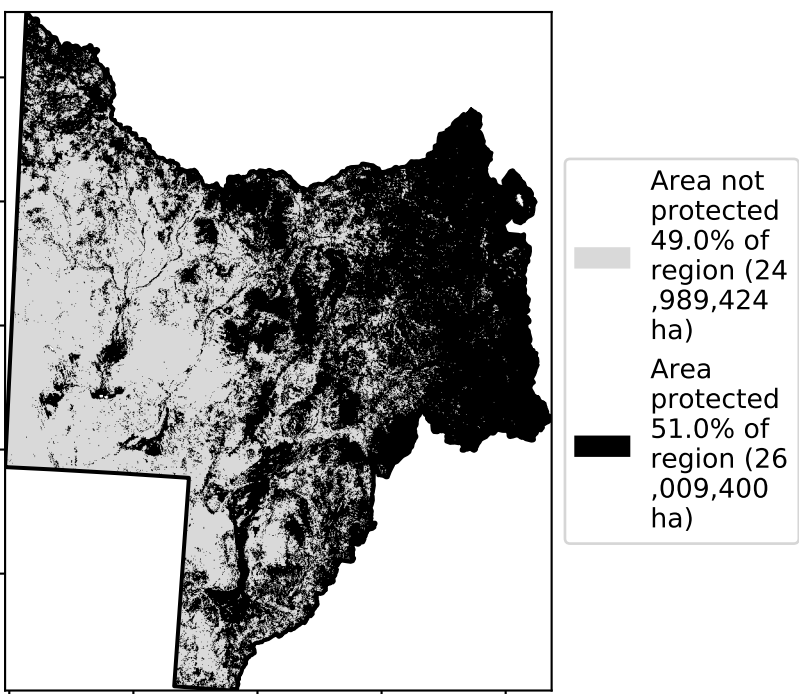 Area not
protected
49.0% of
region (24
,989,424
ha)
Area
protected
51.0% of
region (26
,009,400
ha)